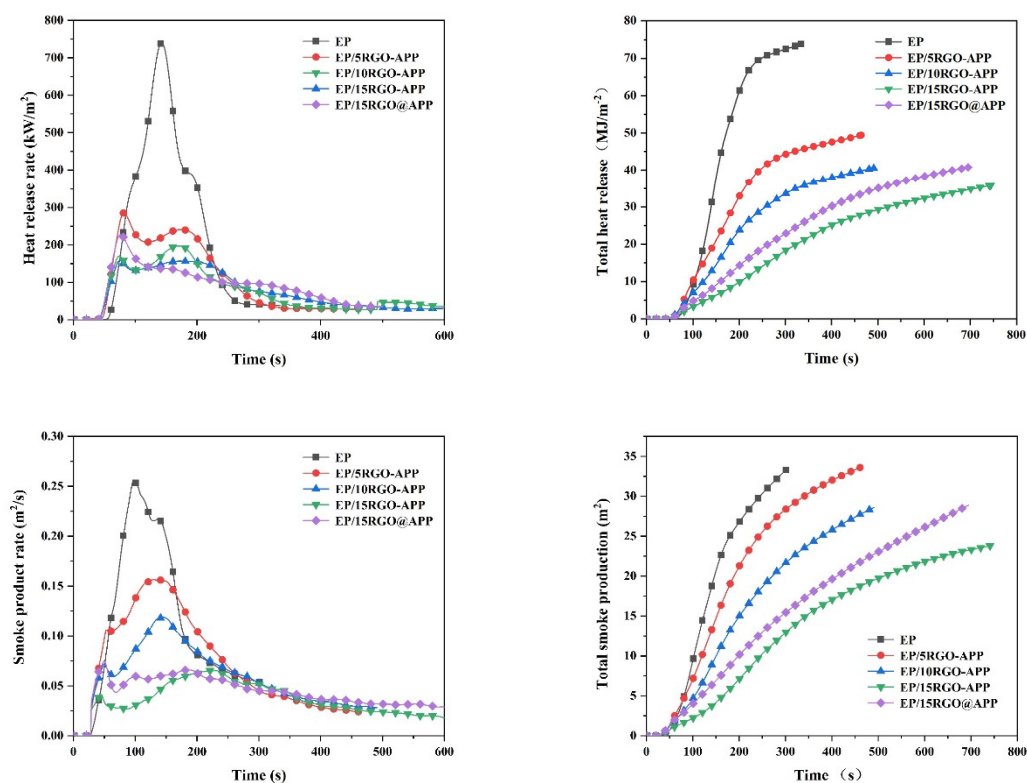 800
700
600
500
400
300
200
100
0
Heat release rate (kW/m²)
EP
EP/5RGO-APP
EP/10RGO-APP
EP/15RGO-APP
EP/15RGO@APP
0 100 200 300 400 500 600
Time (s)
80
70
60
50
40
30
20
10
0
Total heat release（MJ/m⁻²）
EP
EP/5RGO-APP
EP/10RGO-APP
EP/15RGO-APP
EP/15RGO@APP
0 100 200 300 400 500 600 700 800
Time (s)
0.30
0.25
0.20
0.15
0.10
0.05
0.00
Smoke product rate (m²/s)
EP
EP/5RGO-APP
EP/10RGO-APP
EP/15RGO-APP
EP/15RGO@APP
0 100 200 300 400 500 600
Time (s)
35
30
25
20
15
10
5
0
Total smoke production (m²)
EP
EP/5RGO-APP
EP/10RGO-APP
EP/15RGO-APP
EP/15RGO@APP
0 100 200 300 400 500 600 700 800
Time （s）